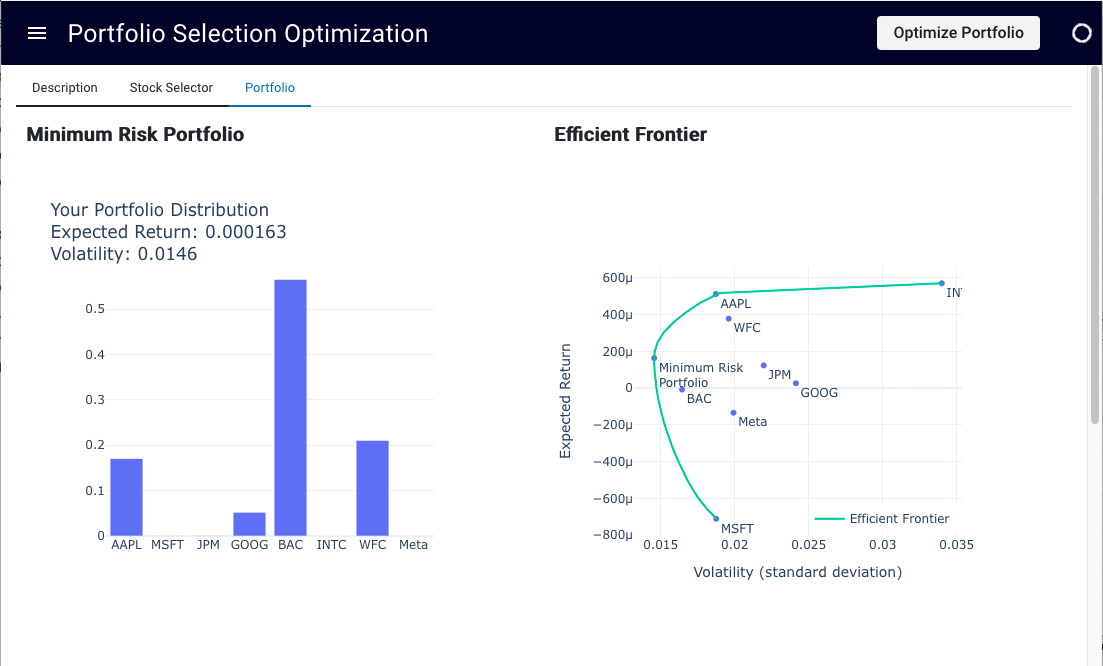 Portfolio Selection Optimization
Optimize Portfolio
Description
Stock Selector
Portfolio
Minimum Risk Portfolio
Your Portfolio Distribution
Expected Return: 0.000163
Volatility: 0.0146
0.5
0.4
0.3
0.2
0.1
0
AAPL MSFT JPM GOOG BAC INTC WFC Meta
Efficient Frontier
Expected Return
600μ
400μ
200μ
0
−200μ
−400μ
−600μ
−800μ
AAPL
WFC
Minimum Risk
Portfolio
JPM
GOOG
BAC
Meta
MSFT
Efficient Frontier
0.015 0.02 0.025 0.03 0.035
Volatility (standard deviation)